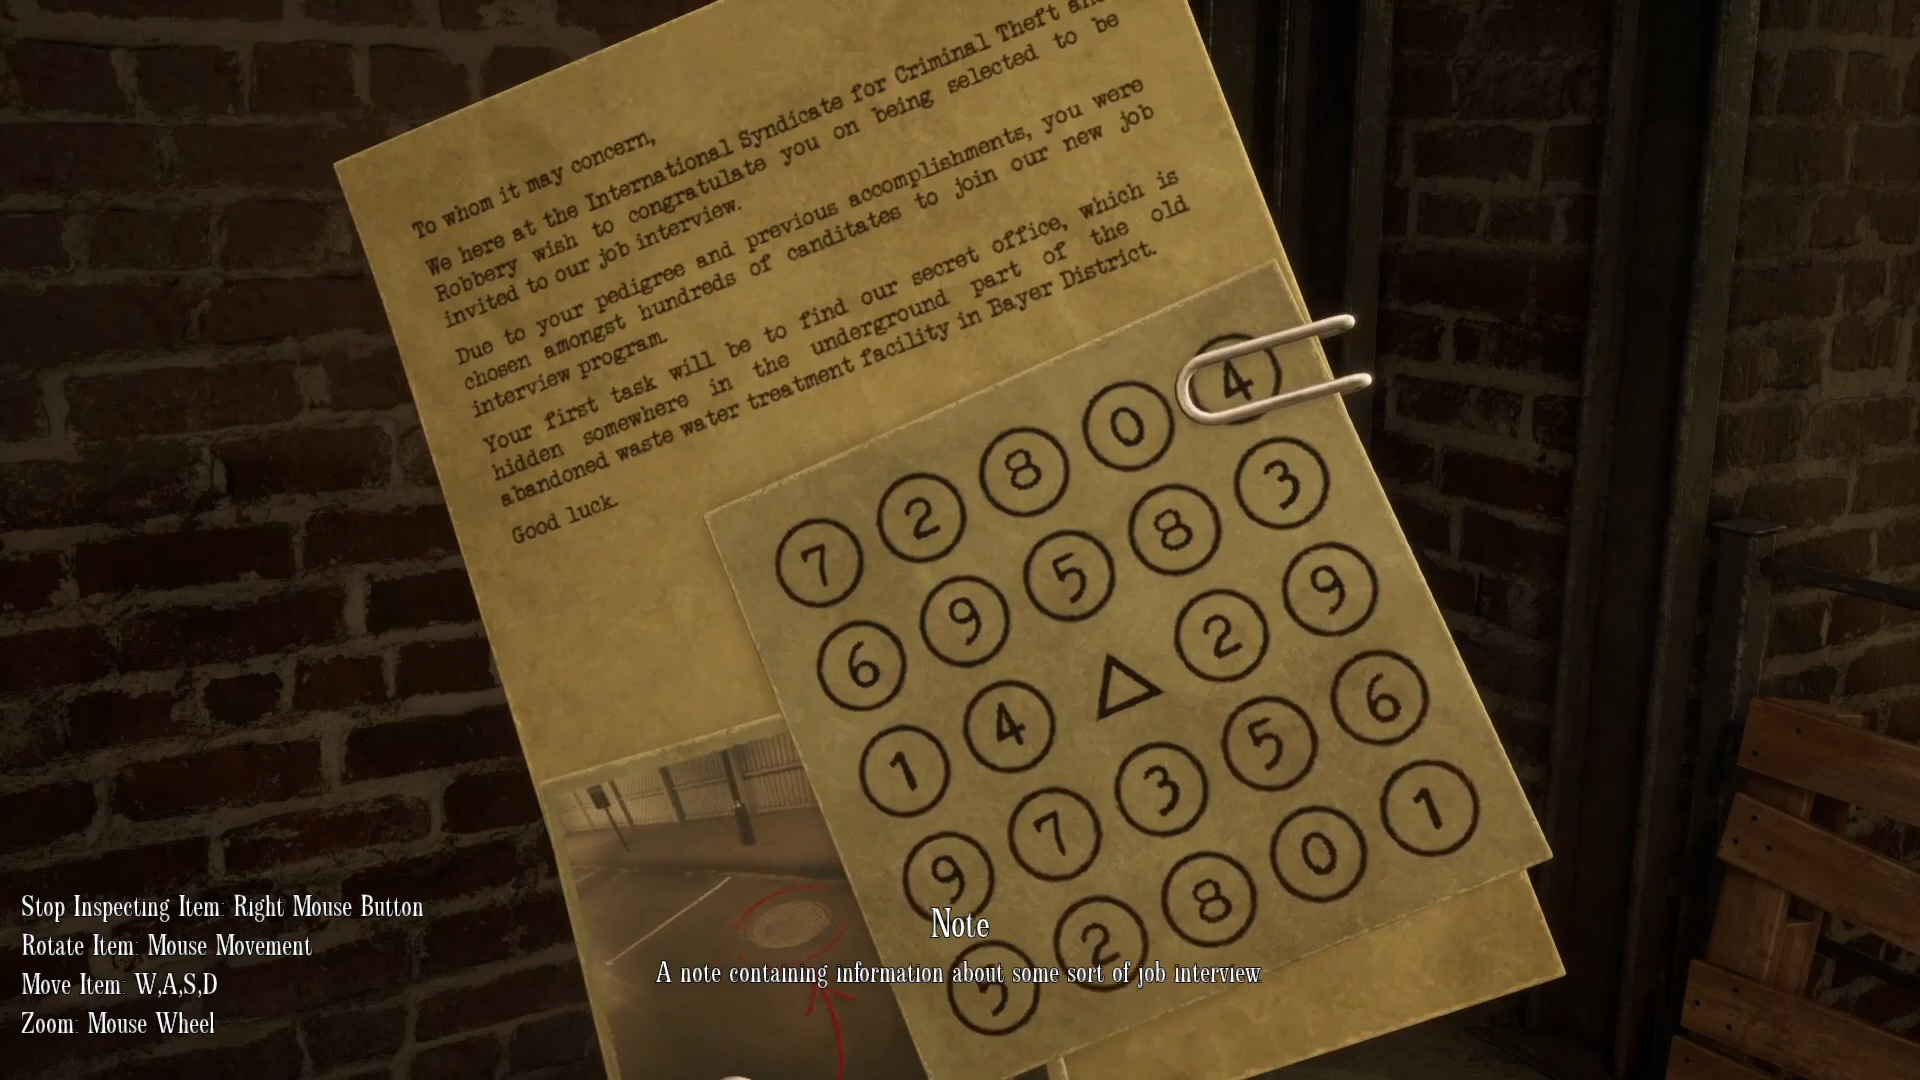 To whom it may concern,
We here at the International Syndicate for Criminal Theft and
Robbery wish to congratulate you on being selected to be
invited to our job interview.
Due to your pedigree and previous accomplishments, you were
chosen amongst hundreds of canditates to join our new job
interview program.
Your first task will be to find our secret office, which is
hidden somewhere in the underground part of the old
abandoned waste water treatment facility in Bayer District.
Good luck.
7 2 8 0 4
6 9 5 8 3
1 4 2 9
9 7 3 5 6
2 8 0 1
Note
A note containing information about some sort of job interview.
Stop Inspecting Item: Right Mouse Button
Rotate Item: Mouse Movement
Move Item: W,A,S,D
Zoom: Mouse Wheel